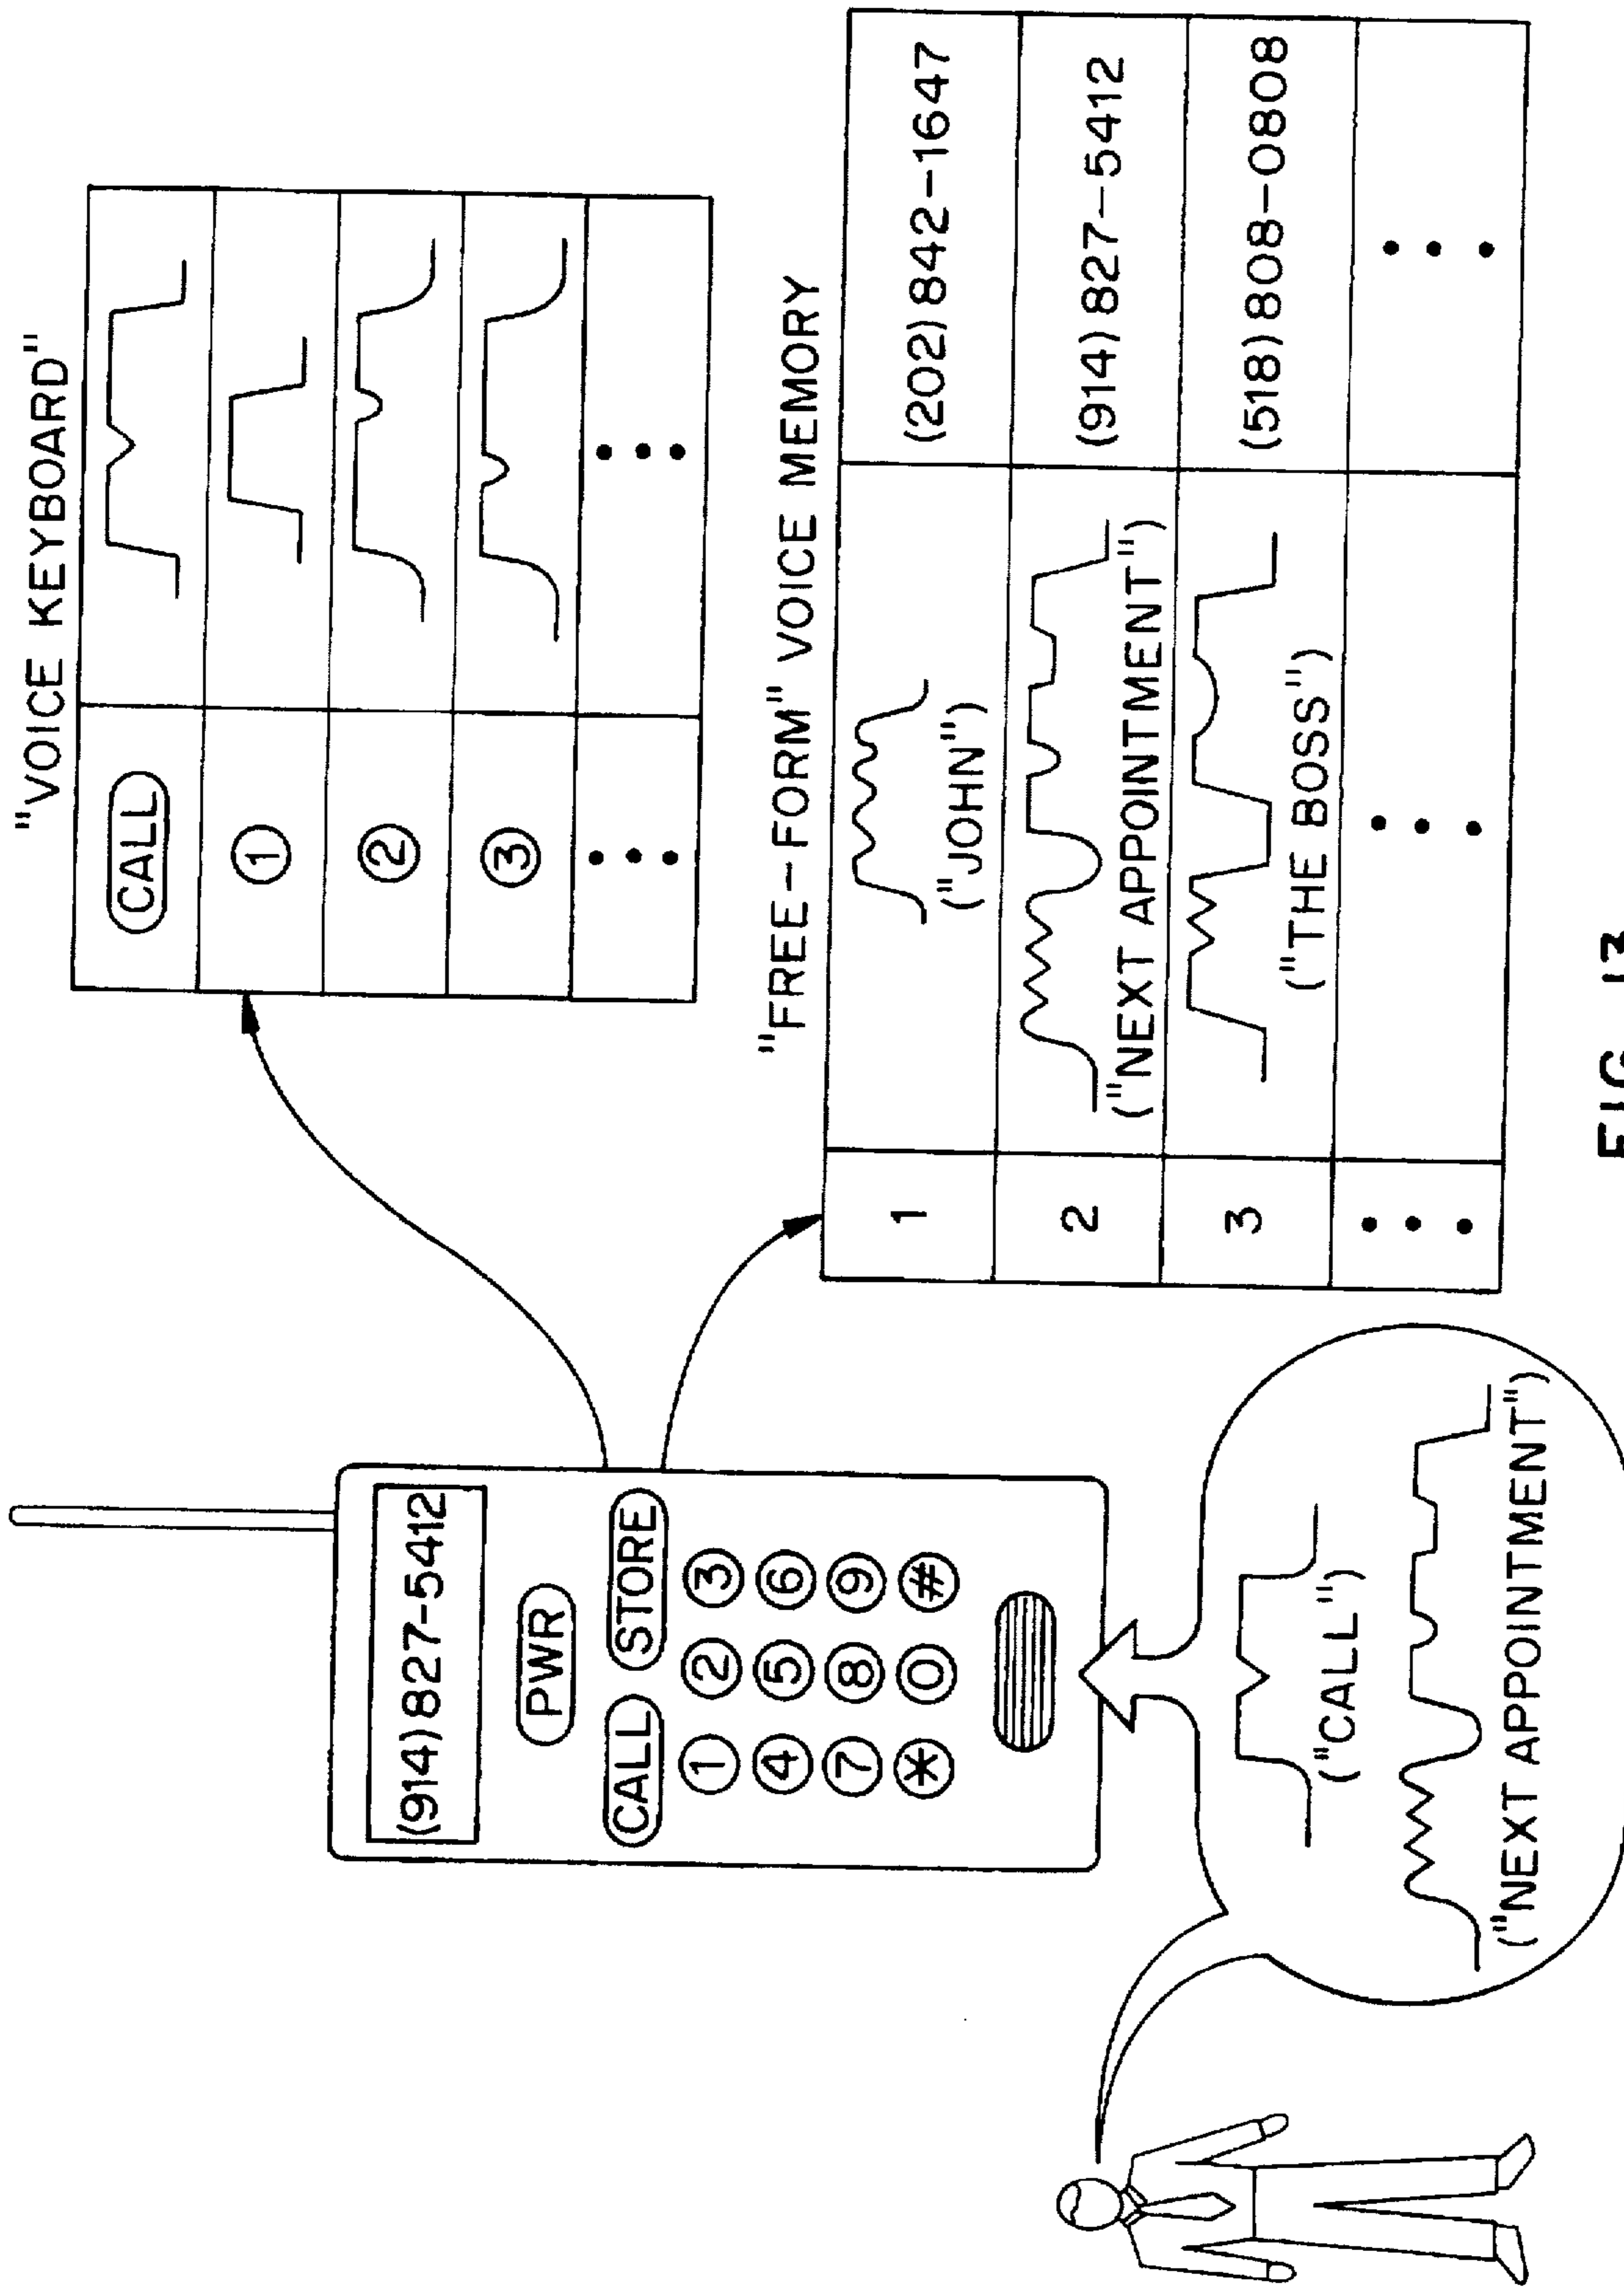 "VOICE KEYBOARD"
CALL
1
2
3
"FREE-FORM" VOICE MEMORY
1 ("JOHN") (202) 842-1647
2 ("NEXT APPOINTMENT") (914) 827-5412
3 ("THE BOSS") (518) 808-0808
(914) 827-5412
PWR
CALL STORE
1 2 3
4 5 6
7 8 9
* 0 #
("CALL")
("NEXT APPOINTMENT")
FIG. 13